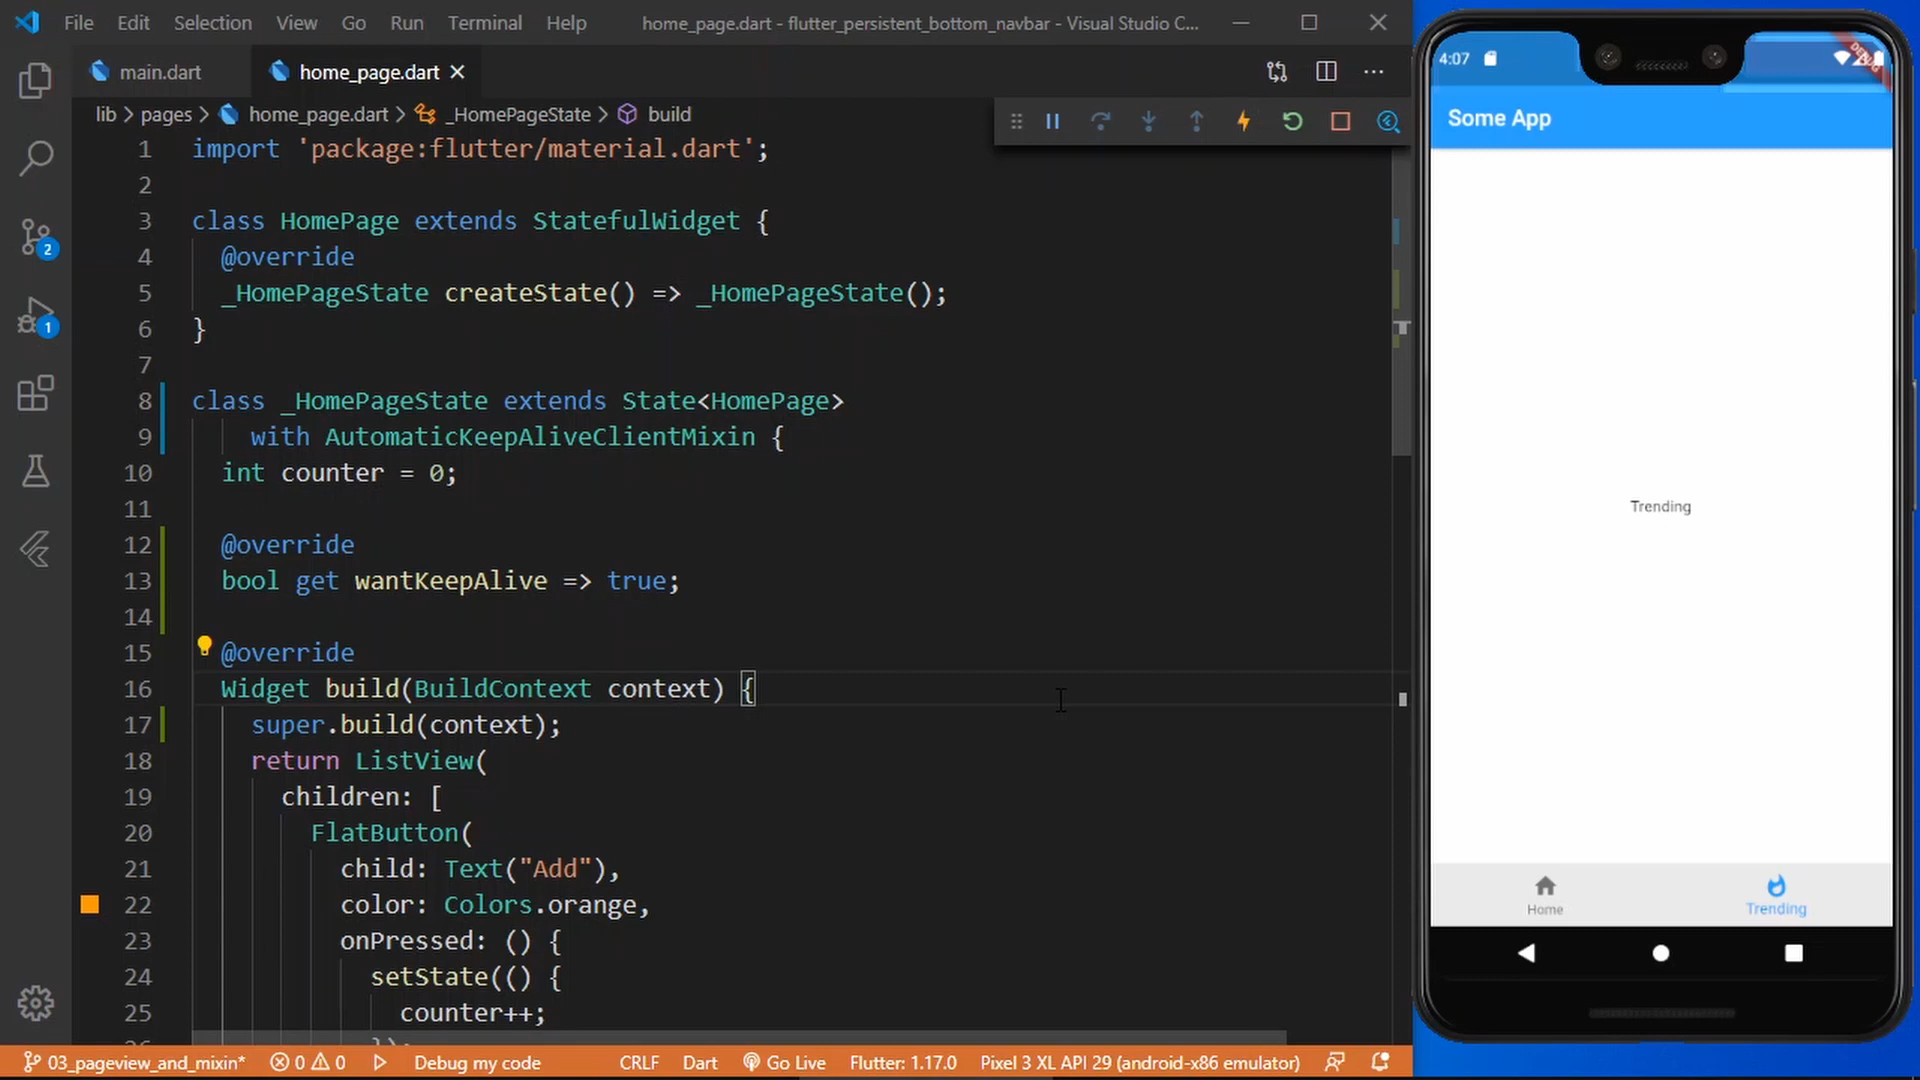 File Edit Selection View Go Run Terminal Help home_page.dart - flutter_persistent_bottom_navbar - Visual Studio C...
main.dart home_page.dart
lib > pages > home_page.dart > _HomePageState > build
1 import 'package:flutter/material.dart';
2
3 class HomePage extends StatefulWidget {
4 @override
5 _HomePageState createState() => _HomePageState();
6 }
7
8 class _HomePageState extends State<HomePage>
9 with AutomaticKeepAliveClientMixin {
10 int counter = 0;
11
12 @override
13 bool get wantKeepAlive => true;
14
15 @override
16 Widget build(BuildContext context) {
17 super.build(context);
18 return ListView(
19 children: [
20 FlatButton(
21 child: Text("Add"),
22 color: Colors.orange,
23 onPressed: () {
24 setState(() {
25 counter++;
2
1
03_pageview_and_mixin* 0 0 Debug my code CRLF Dart Go Live Flutter: 1.17.0 Pixel 3 XL API 29 (android-x86 emulator)
4:07
DEBUG
Some App
Trending
Home
Trending